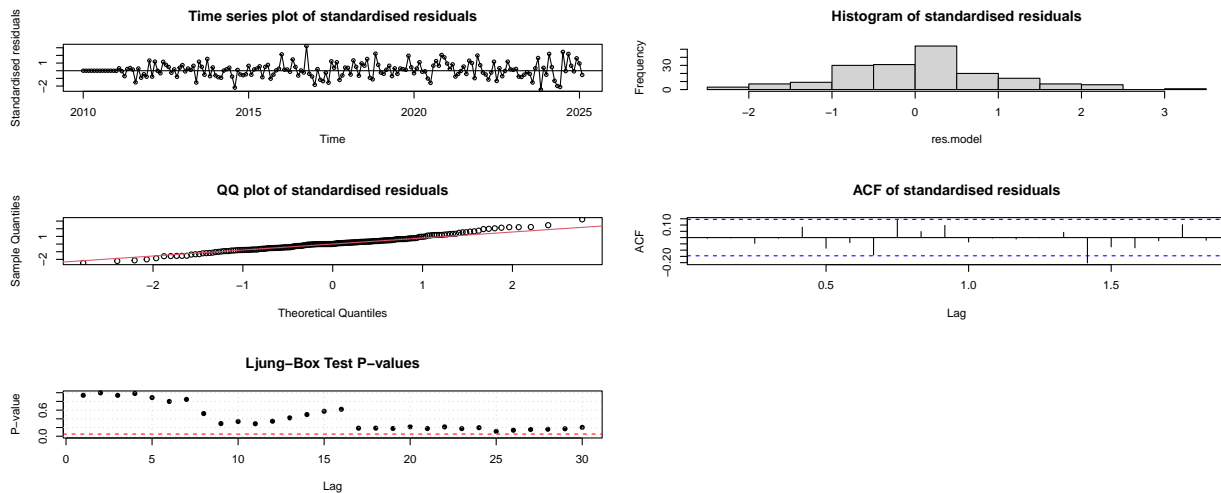 Time series plot of standardised residuals
Standardised residuals
1
−2
2010 2015 2020 2025
Time
Histogram of standardised residuals
Frequency
30
0
−2 −1 0 1 2 3
res.model
QQ plot of standardised residuals
Sample Quantiles
1
−2
−2 −1 0 1 2
Theoretical Quantiles
ACF of standardised residuals
ACF
0.10
−0.20
0.5 1.0 1.5
Lag
Ljung−Box Test P−values
P−value
0.6
0.0
0 5 10 15 20 25 30
Lag